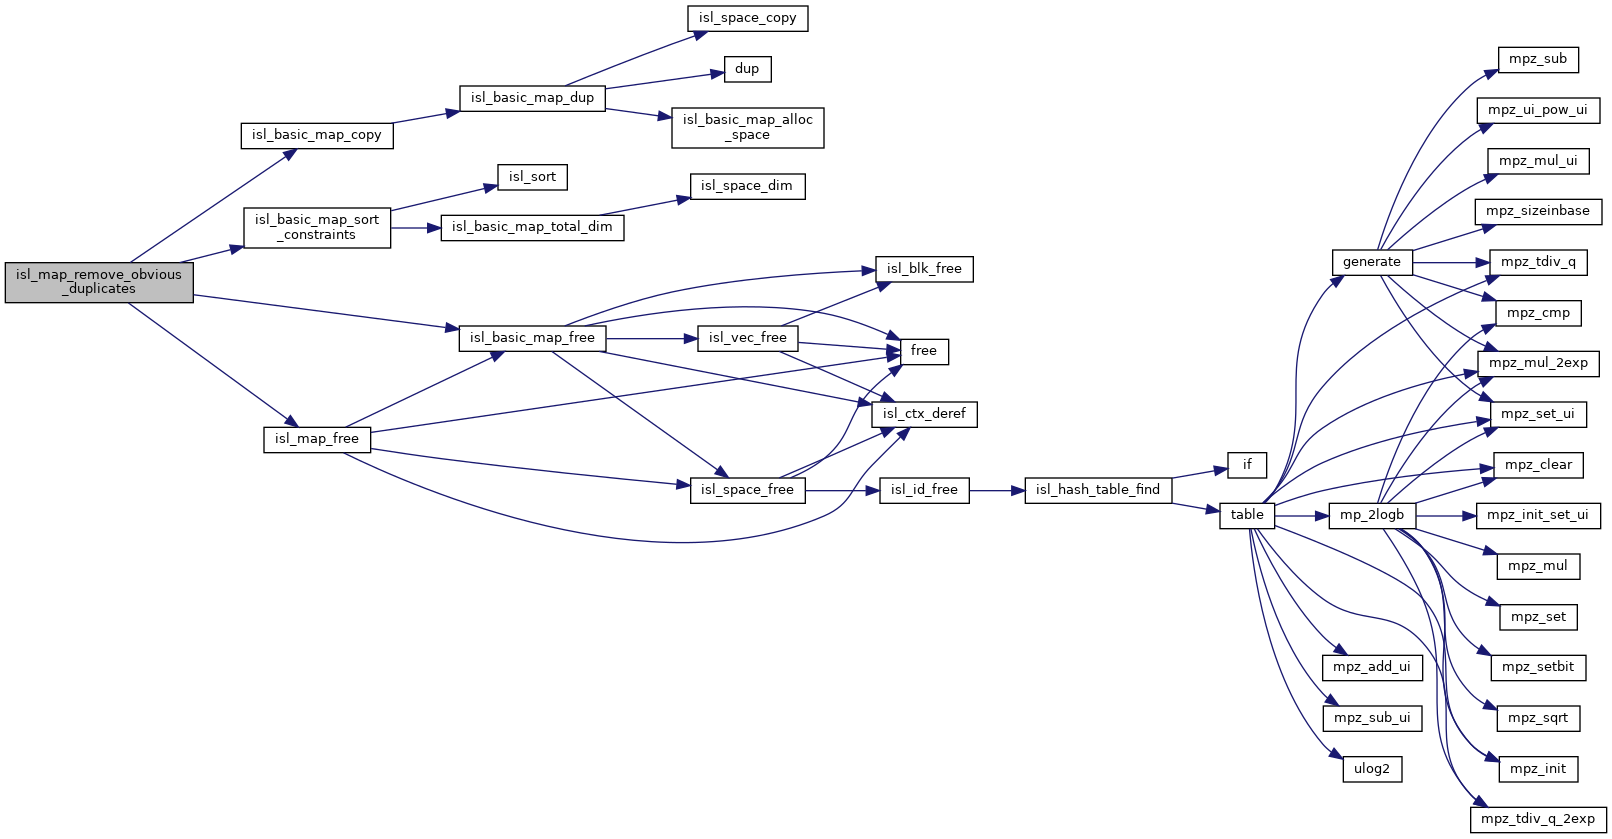 isl_space_copy
dup
isl_basic_map_dup
isl_basic_map_alloc
_space
isl_basic_map_copy
isl_sort
isl_space_dim
isl_basic_map_sort
_constraints
isl_basic_map_total_dim
isl_map_remove_obvious
_duplicates
isl_blk_free
isl_basic_map_free
isl_vec_free
free
isl_ctx_deref
isl_map_free
isl_space_free
isl_id_free
isl_hash_table_find
if
table
generate
mp_2logb
mpz_add_ui
mpz_sub_ui
ulog2
mpz_sub
mpz_ui_pow_ui
mpz_mul_ui
mpz_sizeinbase
mpz_tdiv_q
mpz_cmp
mpz_mul_2exp
mpz_set_ui
mpz_clear
mpz_init_set_ui
mpz_mul
mpz_set
mpz_setbit
mpz_sqrt
mpz_init
mpz_tdiv_q_2exp